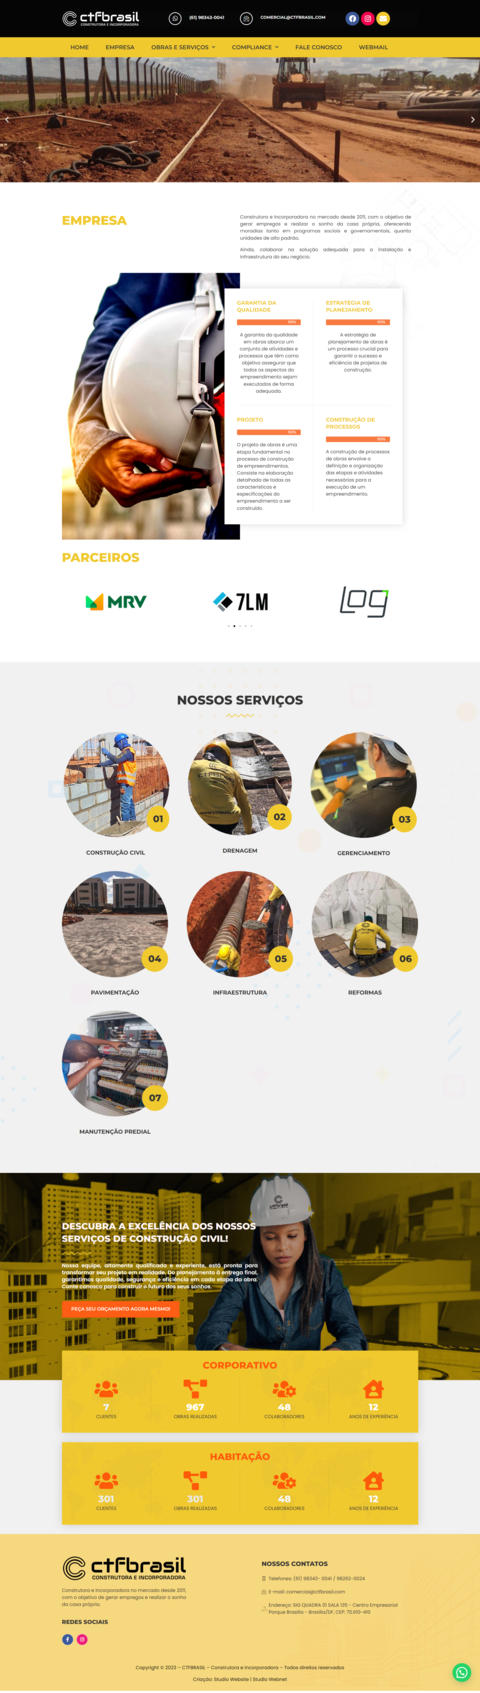 ctfbrasil
CONSTRUTORA E INCORPORADORA
(61) 98343-0041
COMERCIAL@CTFBRASIL.COM
HOME
EMPRESA
OBRAS E SERVIÇOS
COMPLIANCE
FALE CONOSCO
WEBMAIL
EMPRESA
Construtora e Incorporadora no mercado desde 2011, com o objetivo de
gerar empregos e realizar o sonho da casa própria, oferecendo
moradias tanto em programas sociais e governamentais, quanto
unidades de alto padrão.
Ainda, colaborar na solução adequada para a instalação e
infraestrutura do seu negócio.
GARANTIA DA
QUALIDADE
A garantia da qualidade
em obras abarca um
conjunto de atividades e
processos que têm como
objetivo assegurar que
todos os aspectos do
empreendimento sejam
executados de forma
adequada.
ESTRATÉGIA DE
PLANEJAMENTO
A estratégia de
planejamento de obras é
um processo crucial para
garantir o sucesso e
eficiência de projetos de
construção.
PROJETO
O projeto de obras é uma
etapa fundamental no
processo de construção
de empreendimentos.
Consiste na elaboração
detalhada de todas as
características e
especificações do
empreendimento a ser
construído.
CONSTRUÇÃO DE
PROCESSOS
A construção de processos
de obras envolve a
definição e organização
das etapas e atividades
necessárias para a
execução de um
empreendimento.
PARCEIROS
MRV
7LM
Log
NOSSOS SERVIÇOS
01
CONSTRUÇÃO CIVIL
02
DRENAGEM
03
GERENCIAMENTO
04
PAVIMENTAÇÃO
05
INFRAESTRUTURA
06
REFORMAS
07
MANUTENÇÃO PREDIAL
DESCUBRA A EXCELÊNCIA DOS NOSSOS
SERVIÇOS DE CONSTRUÇÃO CIVIL!
Nossa equipe, altamente qualificada e experiente, está pronta para
transformar seu projeto em realidade. Do planejamento à entrega final,
garantimos qualidade, segurança e eficiência em cada etapa da obra.
Conte conosco para construir o futuro dos seus sonhos.
PEÇA SEU ORÇAMENTO AGORA MESMO!
CORPORATIVO
7
CLIENTES
967
OBRAS REALIZADAS
48
COLABORADORES
12
ANOS DE EXPERIÊNCIA
HABITAÇÃO
301
CLIENTES
301
OBRAS REALIZADAS
48
COLABORADORES
12
ANOS DE EXPERIÊNCIA
ctfbrasil
CONSTRUTORA E INCORPORADORA
Construtora e Incorporadora no mercado desde 2011,
com o objetivo de gerar empregos e realizar o sonho
da casa própria.
REDES SOCIAIS
NOSSOS CONTATOS
Telefones: (61) 98343- 0041 / 98262-0024
E-mail: comercial@ctfbrasil.com
Endereço: SIG QUADRA 01 SALA 135 - Centro Empresarial
Parque Brasília - Brasília/DF. CEP: 70.610-410
Copyright © 2023 – CTFBRASIL – Construtora e Incorporadora – Todos direitos reservados
Criação: Studio Website | Studio Webnet